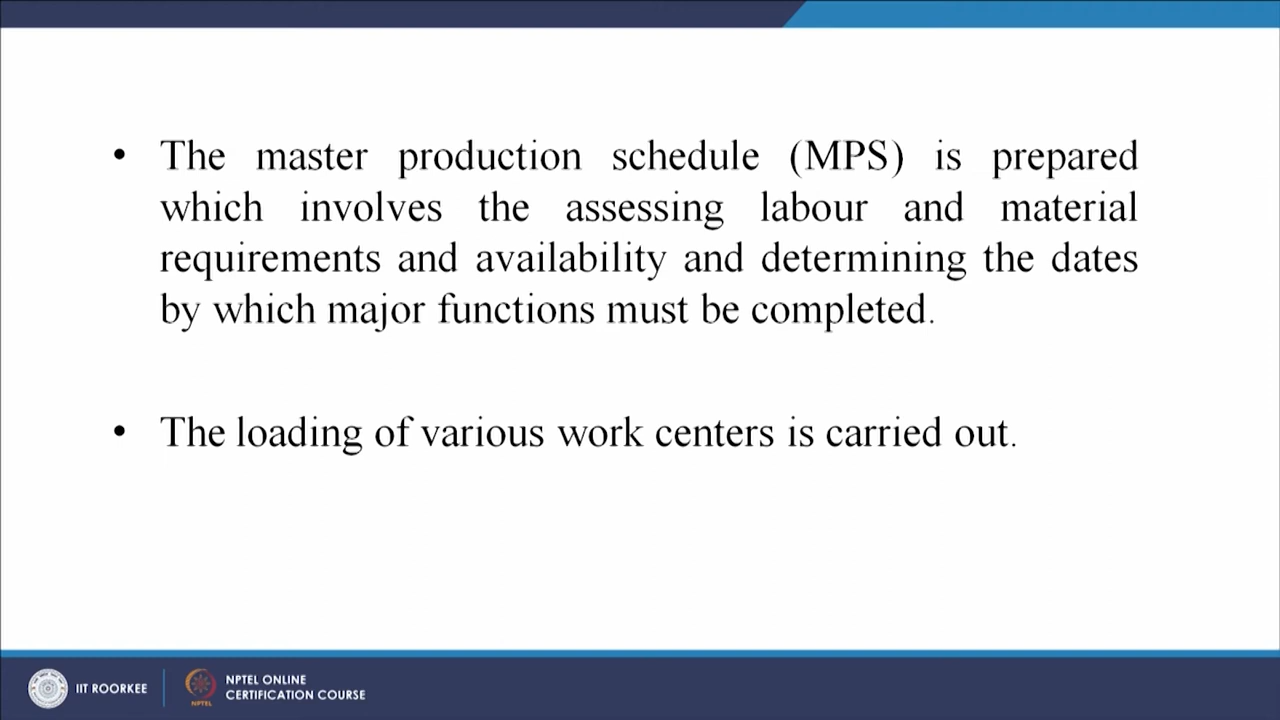 • The master production schedule (MPS) is prepared
which involves the assessing labour and material
requirements and availability and determining the dates
by which major functions must be completed.
• The loading of various work centers is carried out.
IIT ROORKEE
NPTEL
NPTEL ONLINE
CERTIFICATION COURSE